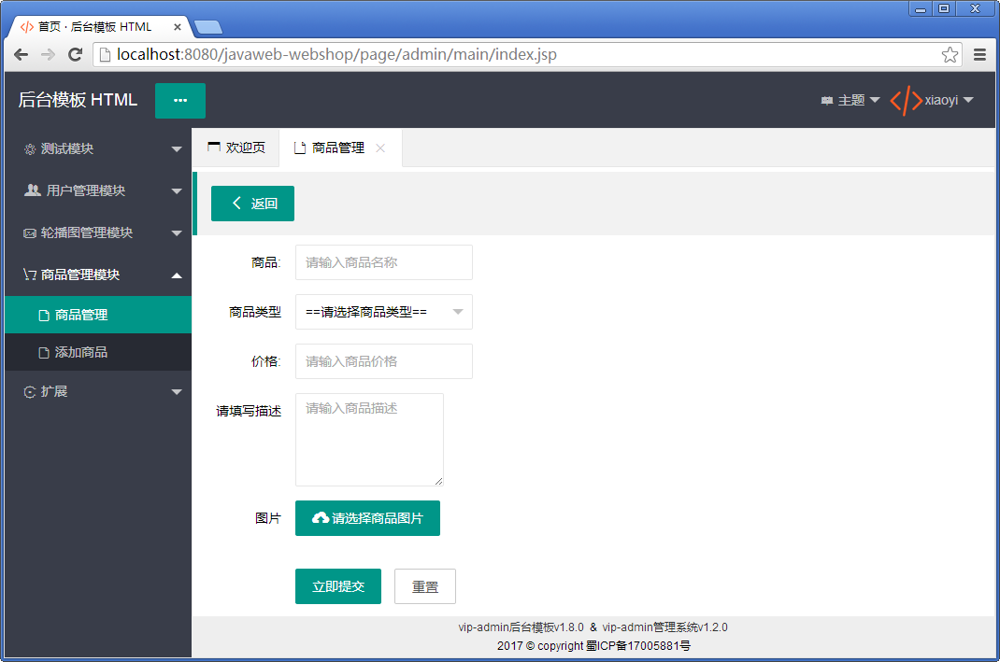 首页 · 后台模板 HTML
localhost:8080/javaweb-webshop/page/admin/main/index.jsp
后台模板 HTML
主题
xiaoyi
测试模块
用户管理模块
轮播图管理模块
商品管理模块
商品管理
添加商品
扩展
欢迎页
商品管理
返回
商品:
请输入商品名称
商品类型
==请选择商品类型==
价格:
请输入商品价格
请填写描述
请输入商品描述
图片
请选择商品图片
立即提交
重置
vip-admin后台模板v1.8.0 & vip-admin管理系统v1.2.0
2017 © copyright 蜀ICP备17005881号